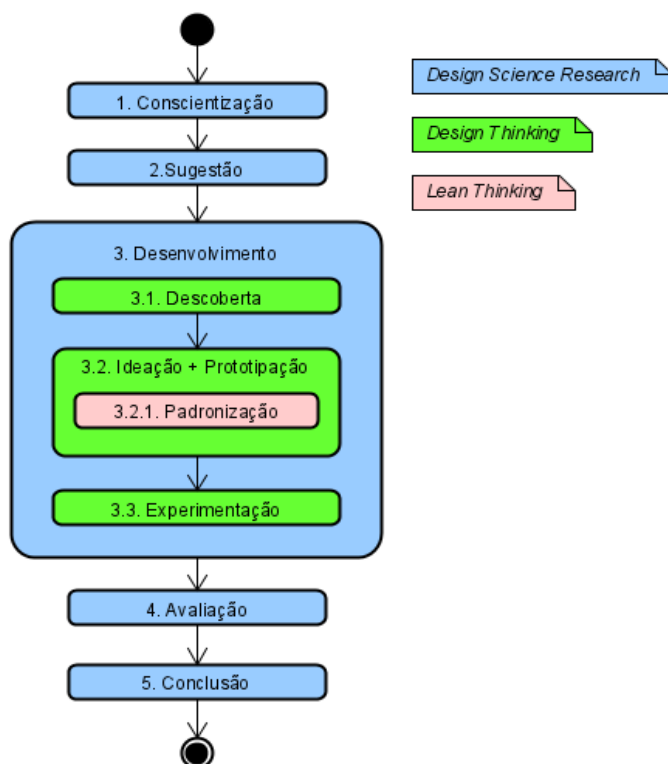 1. Conscientização
2.Sugestão
3. Desenvolvimento
3.1. Descoberta
3.2. Ideação + Prototipação
3.2.1. Padronização
3.3. Experimentação
4. Avaliação
5. Conclusão
Design Science Research
Design Thinking
Lean Thinking